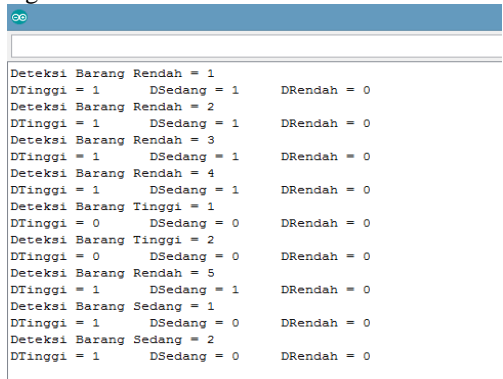 Deteksi Barang Rendah = 1
DTinggi = 1 DSedang = 1 DRendah = 0
Deteksi Barang Rendah = 2
DTinggi = 1 DSedang = 1 DRendah = 0
Deteksi Barang Rendah = 3
DTinggi = 1 DSedang = 1 DRendah = 0
Deteksi Barang Rendah = 4
DTinggi = 1 DSedang = 1 DRendah = 0
Deteksi Barang Tinggi = 1
DTinggi = 0 DSedang = 0 DRendah = 0
Deteksi Barang Tinggi = 2
DTinggi = 0 DSedang = 0 DRendah = 0
Deteksi Barang Rendah = 5
DTinggi = 1 DSedang = 1 DRendah = 0
Deteksi Barang Sedang = 1
DTinggi = 1 DSedang = 0 DRendah = 0
Deteksi Barang Sedang = 2
DTinggi = 1 DSedang = 0 DRendah = 0